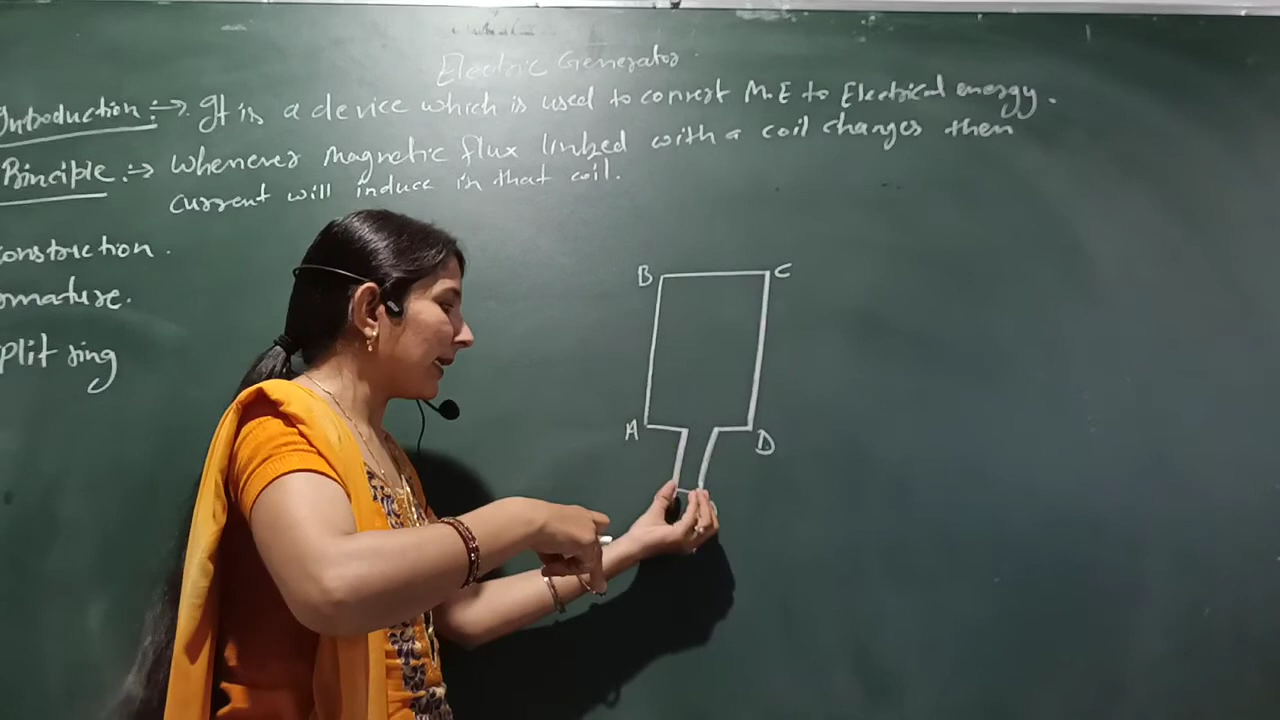 Electric Generator
Introduction :→ It is a device which is used to convert M.E to Electrical energy.
Principle :→ whenever magnetic flux linked with a coil changes then
current will induce in that coil.
onstruction.
rmature.
plit ring
B
C
A
D